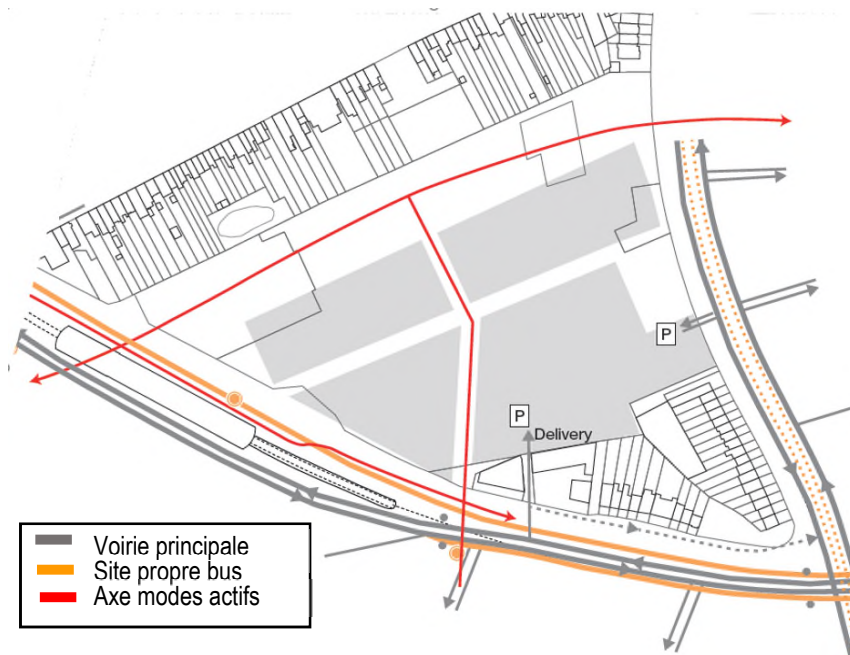 P
P
Delivery
Voirie principale
Site propre bus
Axe modes actifs